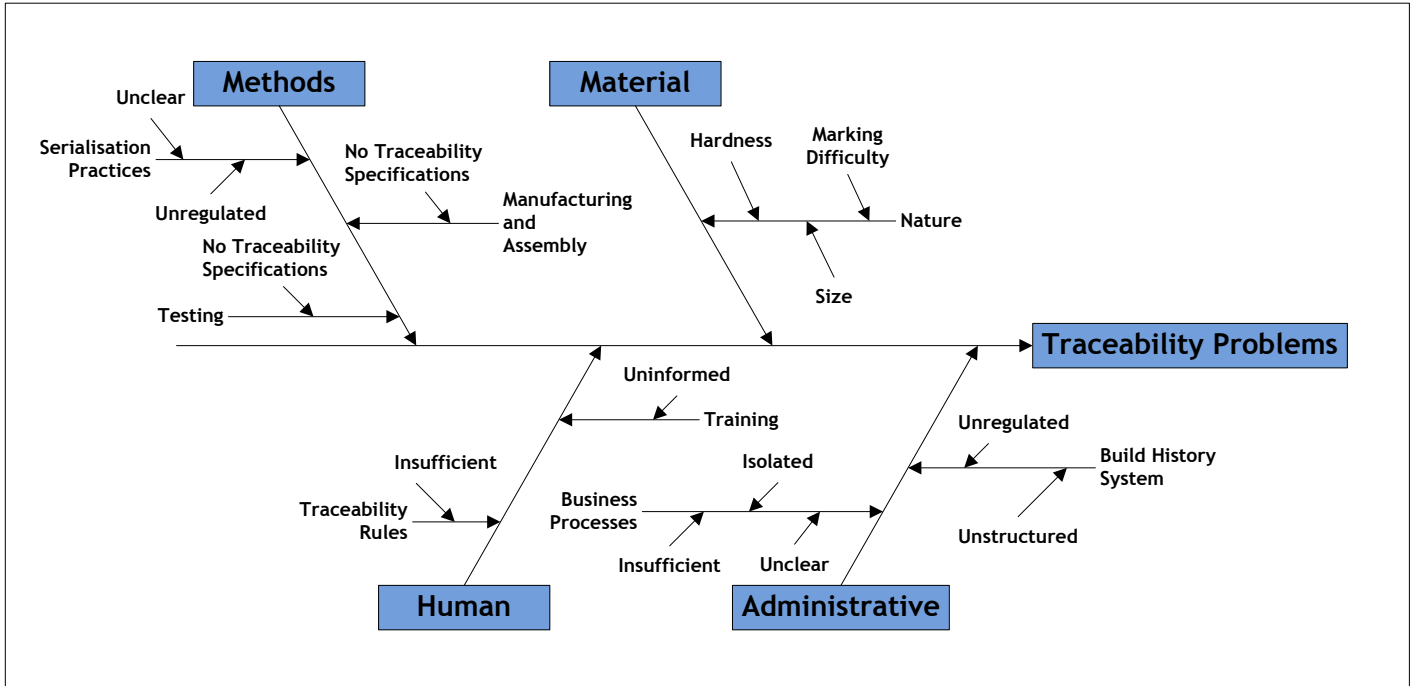 Methods
Material
Unclear
Serialisation
Practices
Unregulated
No Traceability
Specifications
Manufacturing
and
Assembly
No Traceability
Specifications
Testing
Hardness
Marking
Difficulty
Nature
Size
Traceability Problems
Uninformed
Training
Insufficient
Traceability
Rules
Human
Isolated
Business
Processes
Insufficient
Unclear
Unregulated
Build History
System
Unstructured
Administrative